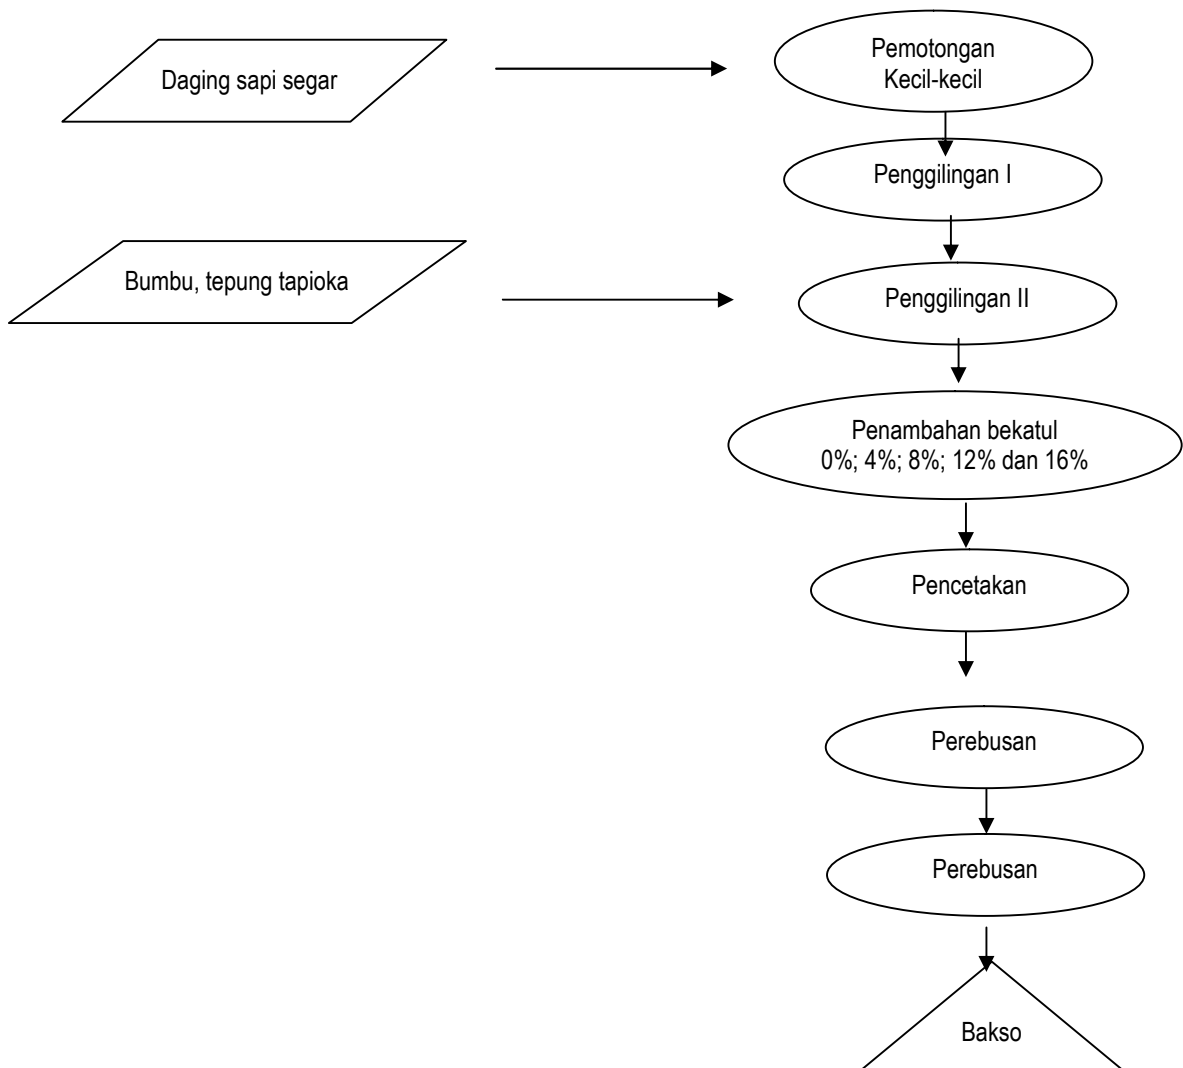 Daging sapi segar
Pemotongan
Kecil-kecil
Penggilingan I
Bumbu, tepung tapioka
Penggilingan II
Penambahan bekatul
0%; 4%; 8%; 12% dan 16%
Pencetakan
Perebusan
Perebusan
Bakso